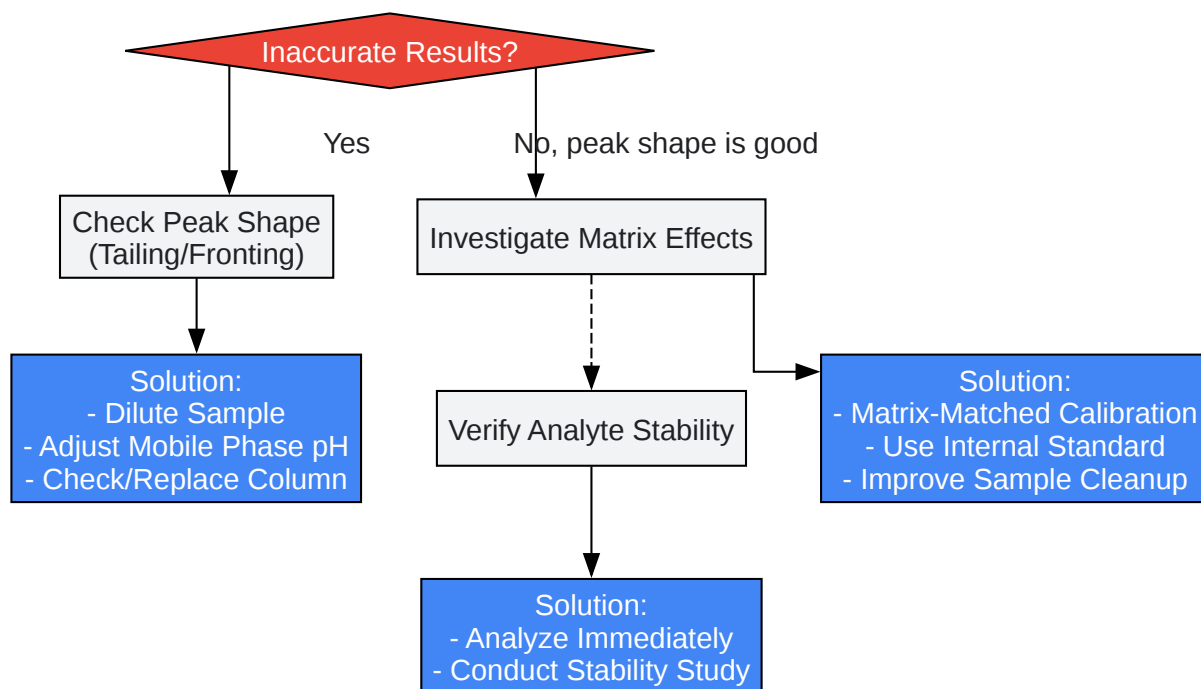 Inaccurate Results?
Yes
No, peak shape is good
Check Peak Shape
(Tailing/Fronting)
Investigate Matrix Effects
Solution:
- Dilute Sample
- Adjust Mobile Phase pH
- Check/Replace Column
Verify Analyte Stability
Solution:
- Matrix-Matched Calibration
- Use Internal Standard
- Improve Sample Cleanup
Solution:
- Analyze Immediately
- Conduct Stability Study